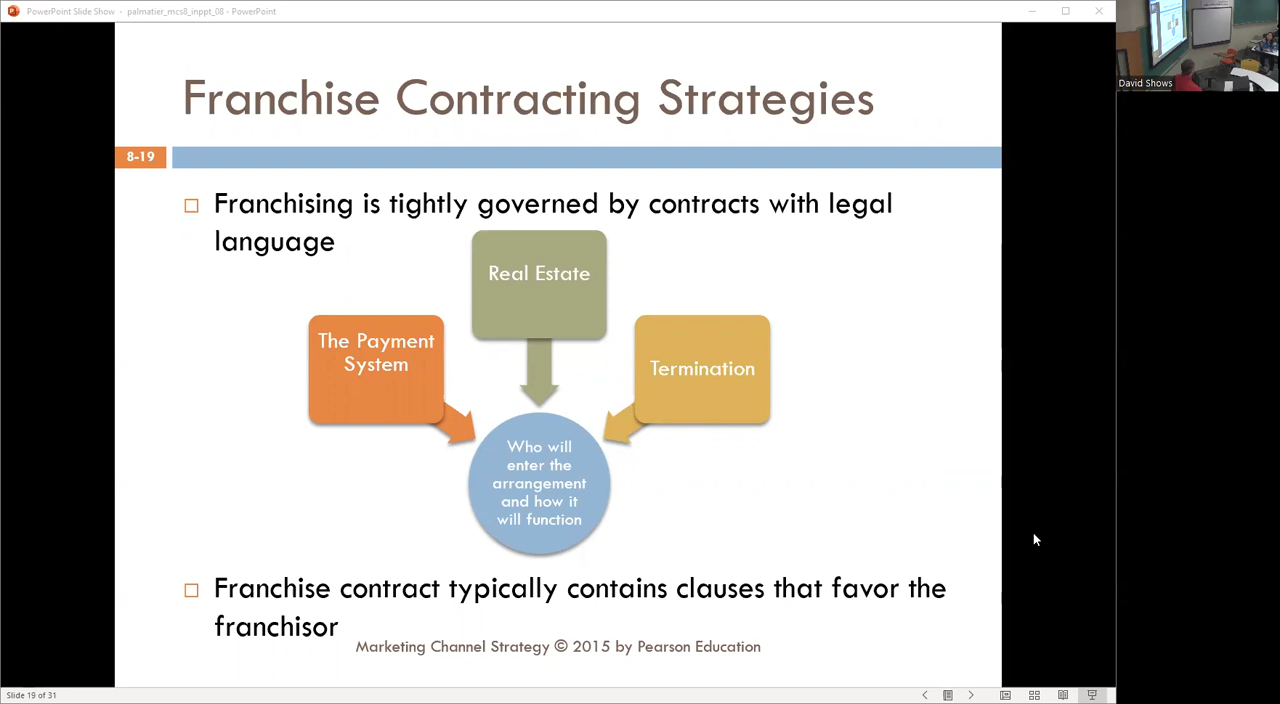 PowerPoint Slide Show - palmatier_mcs8_inppt_08 - PowerPoint
David Shows
Franchise Contracting Strategies
8-19
Franchising is tightly governed by contracts with legal
language
Real Estate
The Payment
System
Termination
Who will
enter the
arrangement
and how it
will function
Franchise contract typically contains clauses that favor the
franchisor
Marketing Channel Strategy © 2015 by Pearson Education
Slide 19 of 31